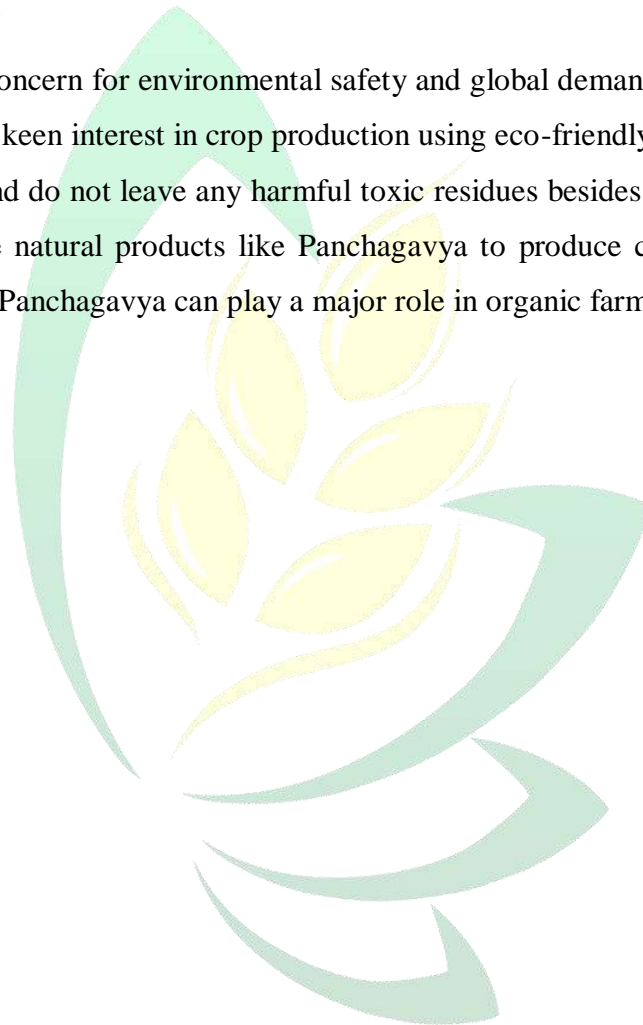 oncern for environmental safety and global deman
keen interest in crop production using eco-friendly
nd do not leave any harmful toxic residues besides
natural products like Panchagavya to produce c
Panchagavya can play a major role in organic farm